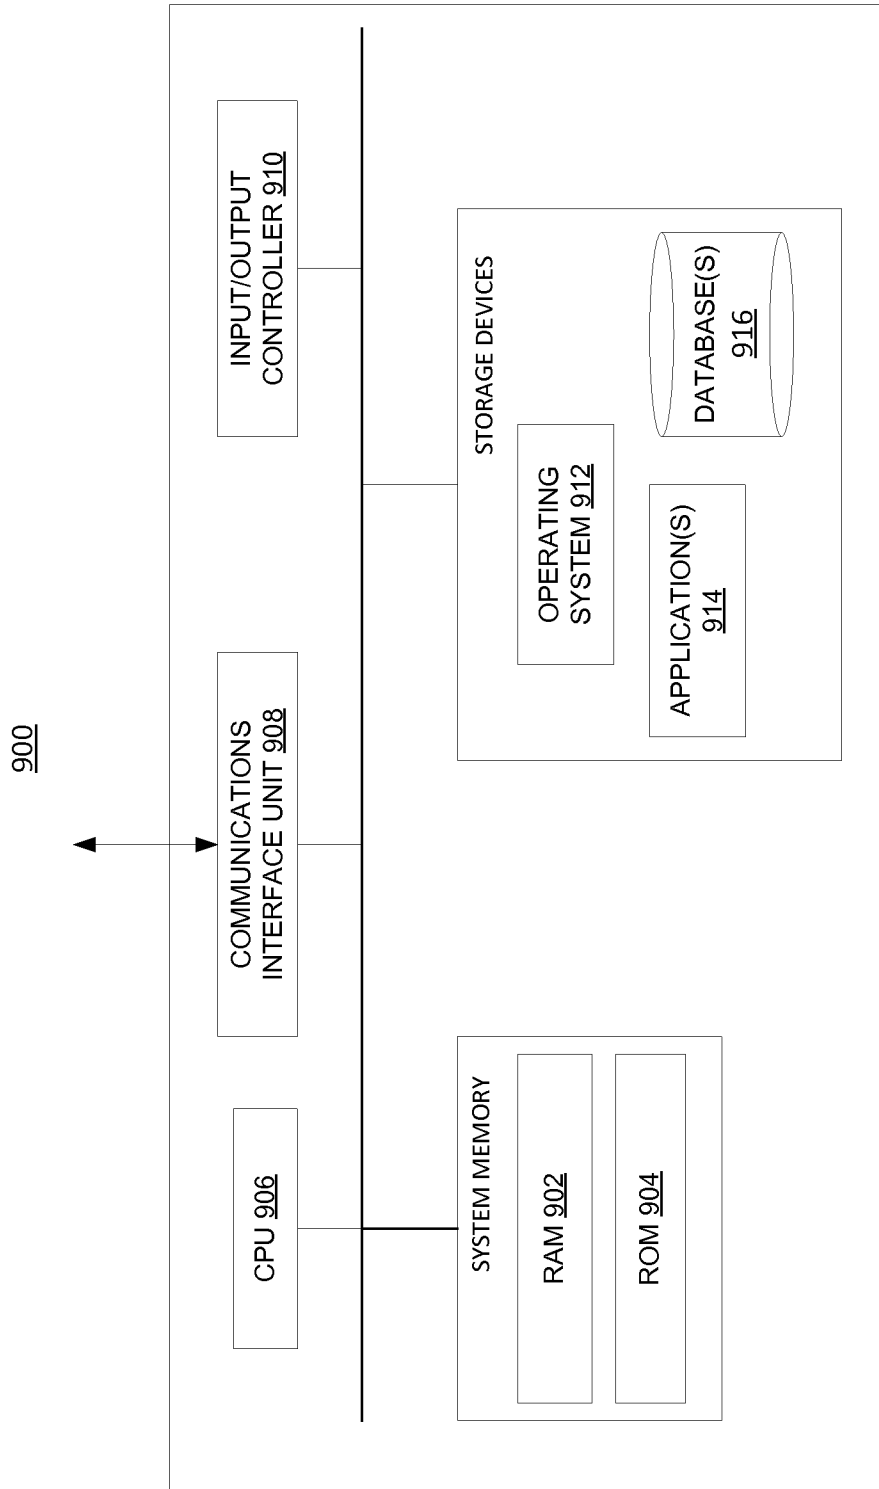 900
CPU 906
COMMUNICATIONS
INTERFACE UNIT 908
INPUT/OUTPUT
CONTROLLER 910
SYSTEM MEMORY
RAM 902
ROM 904
STORAGE DEVICES
OPERATING
SYSTEM 912
APPLICATION(S)
914
DATABASE(S)
916